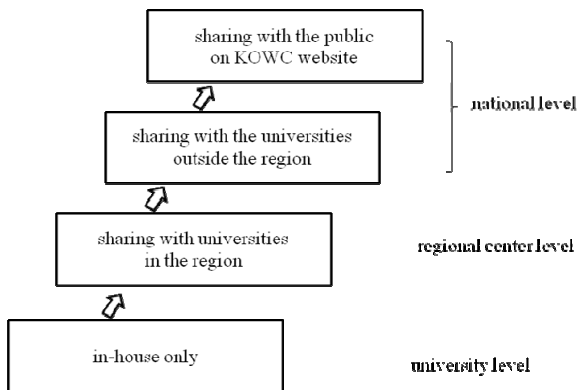 sharing with the public
on KOWC website
national level
sharing with the universities
outside the region
sharing with universities
in the region
regional center level
in-house only
university level